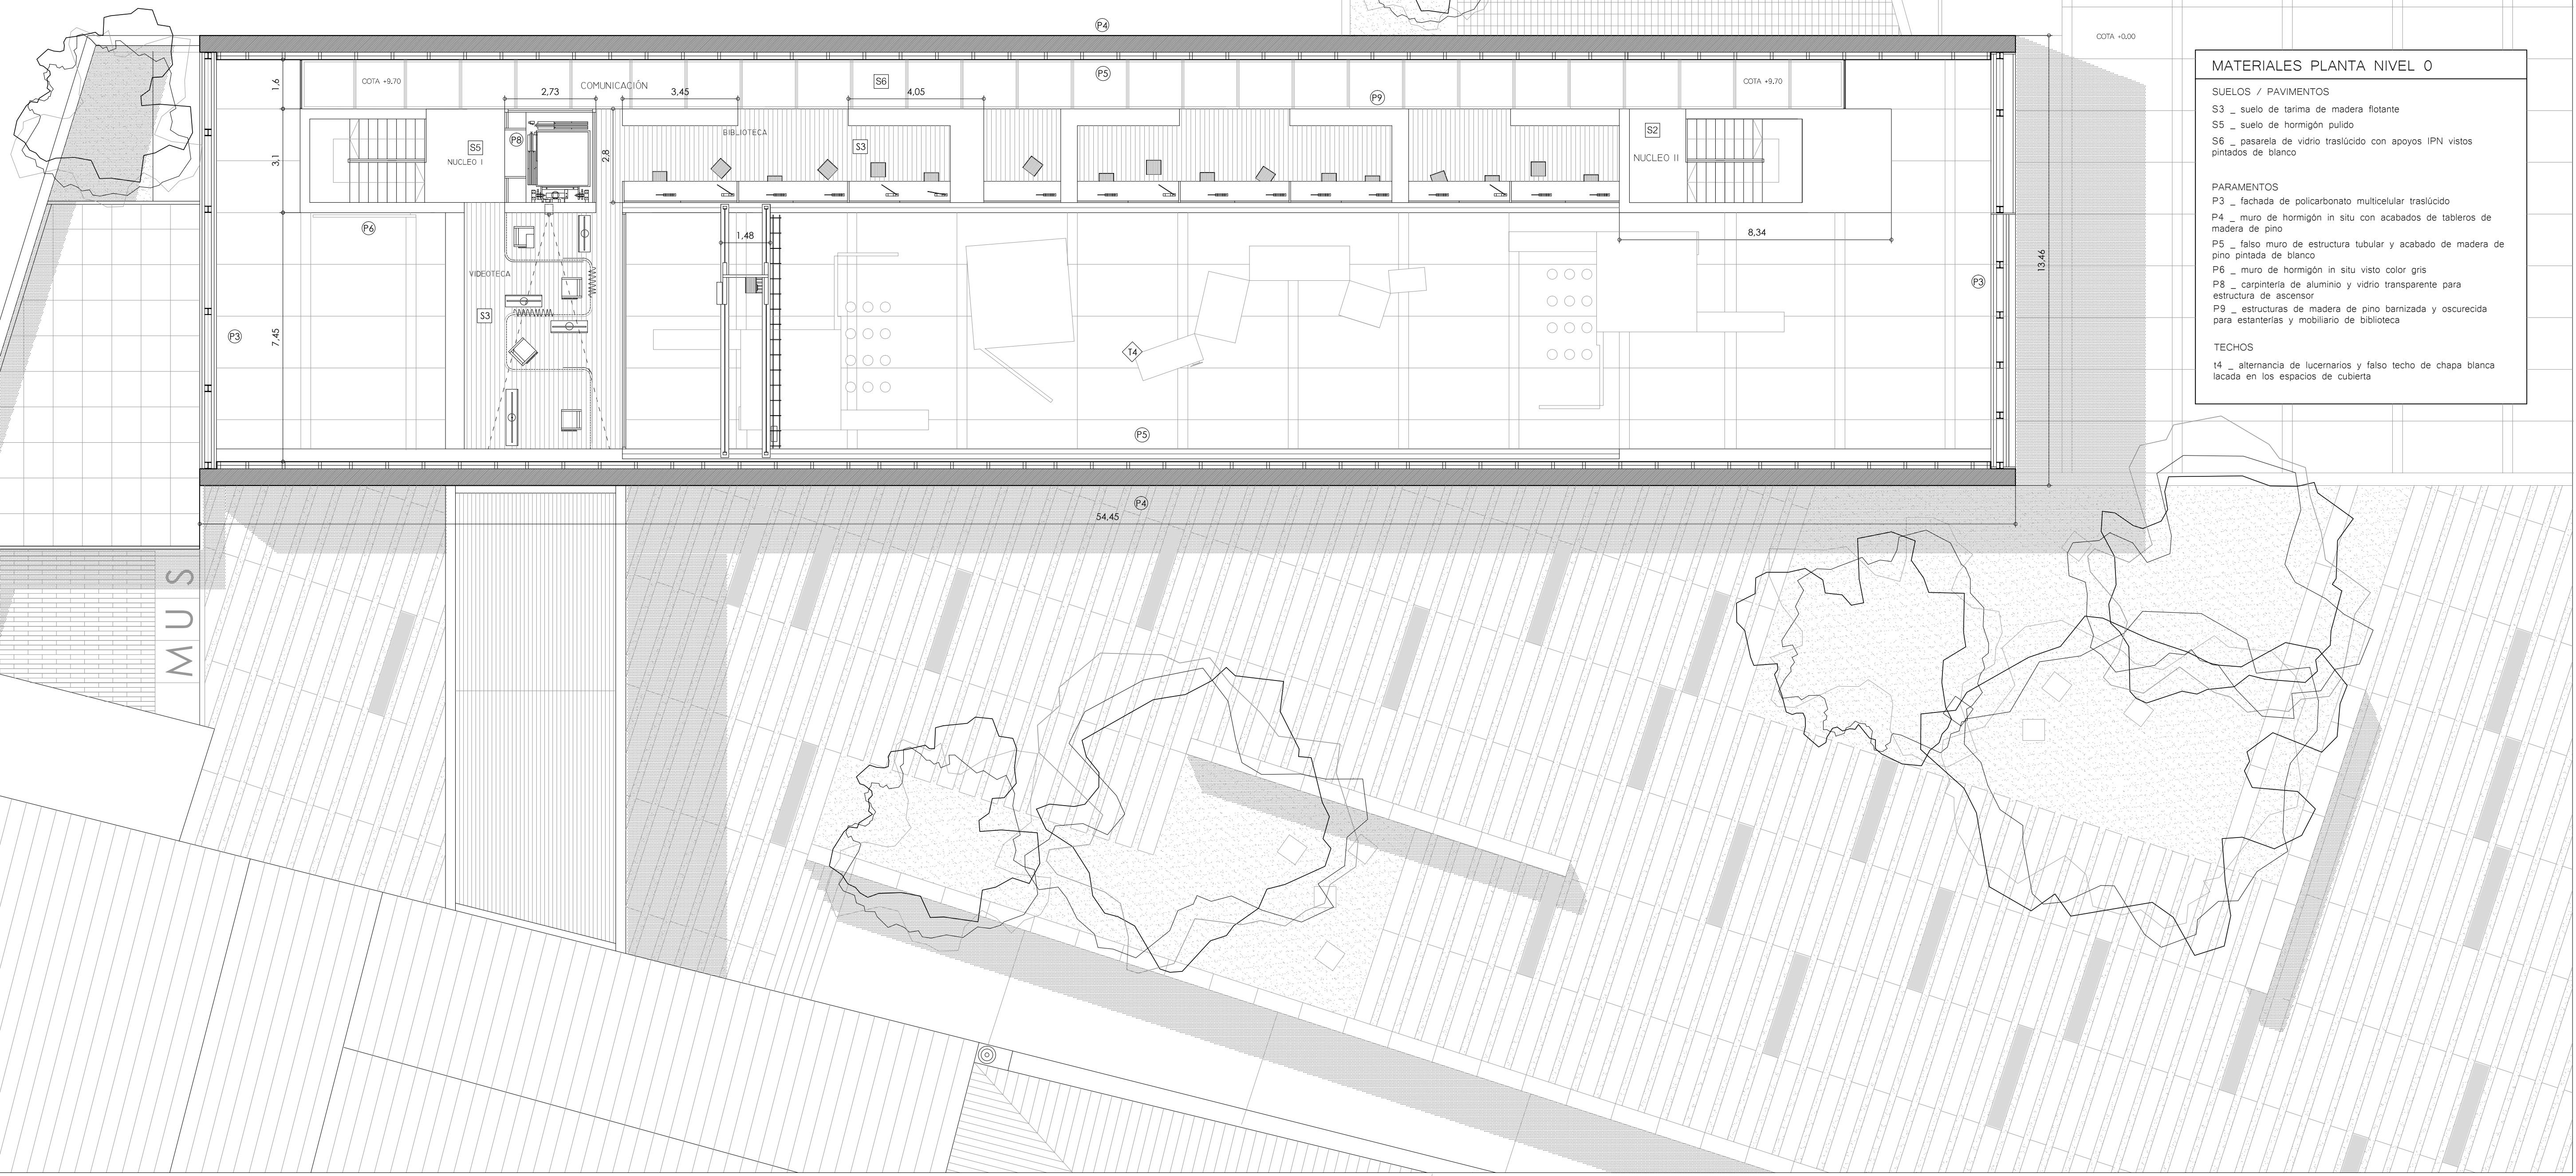 P4
COTA +0.00
COTA +9.70
COMUNICACIÓN
S6
P5
P9
COTA +9.70
1,6
2,73
3,45
4,05
P8
BIBLIOTECA
S3
S5
NUCLEO I
S2
NUCLEO II
3,1
2,8
P6
1,48
8,34
VIDEOTECA
S3
P3
7,45
T4
P5
P3
13,46
P4
54,45
MUS
MATERIALES PLANTA NIVEL 0
SUELOS / PAVIMENTOS
S3 _ suelo de tarima de madera flotante
S5 _ suelo de hormigón pulido
S6 _ pasarela de vidrio traslúcido con apoyos IPN vistos
pintados de blanco
PARAMENTOS
P3 _ fachada de policarbonato multicelular traslúcido
P4 _ muro de hormigón in situ con acabados de tableros de
madera de pino
P5 _ falso muro de estructura tubular y acabado de madera de
pino pintada de blanco
P6 _ muro de hormigón in situ visto color gris
P8 _ carpintería de aluminio y vidrio transparente para
estructura de ascensor
P9 _ estructuras de madera de pino barnizada y oscurecida
para estanterías y mobiliario de biblioteca
TECHOS
t4 _ alternancia de lucernarios y falso techo de chapa blanca
lacada en los espacios de cubierta